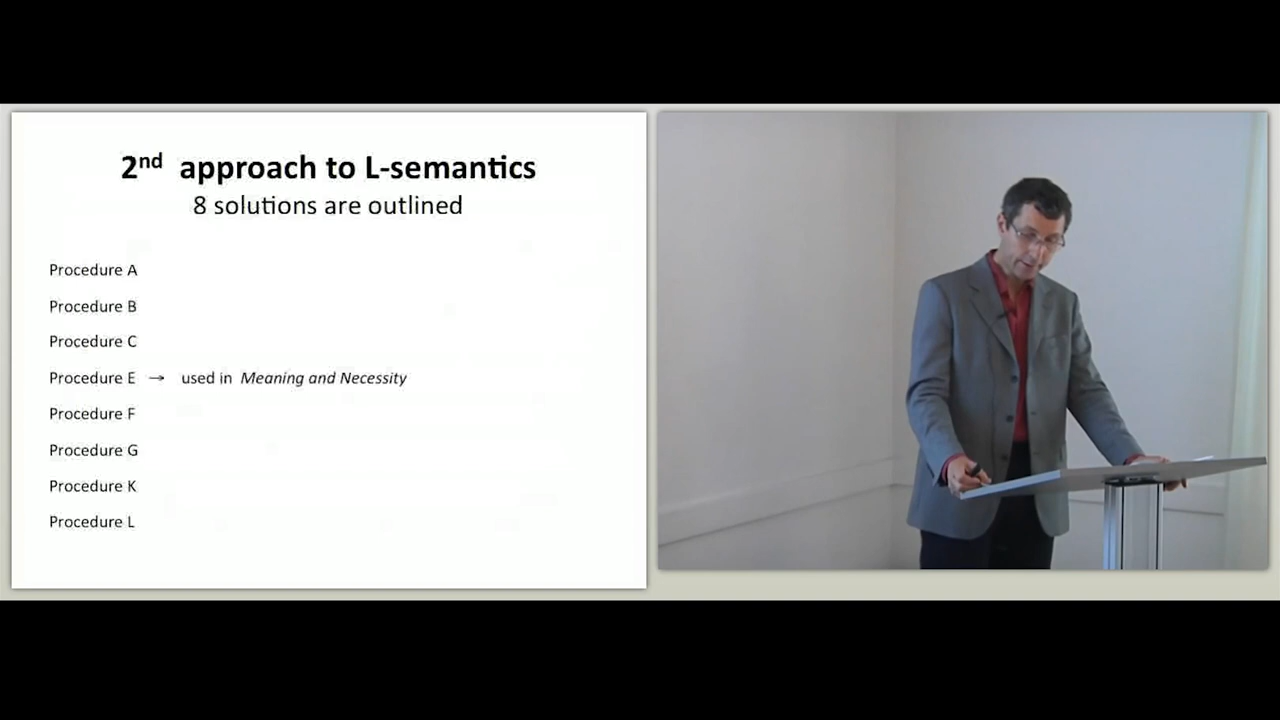 2nd approach to L-semantics
8 solutions are outlined
Procedure A
Procedure B
Procedure C
Procedure E → used in Meaning and Necessity
Procedure F
Procedure G
Procedure K
Procedure L